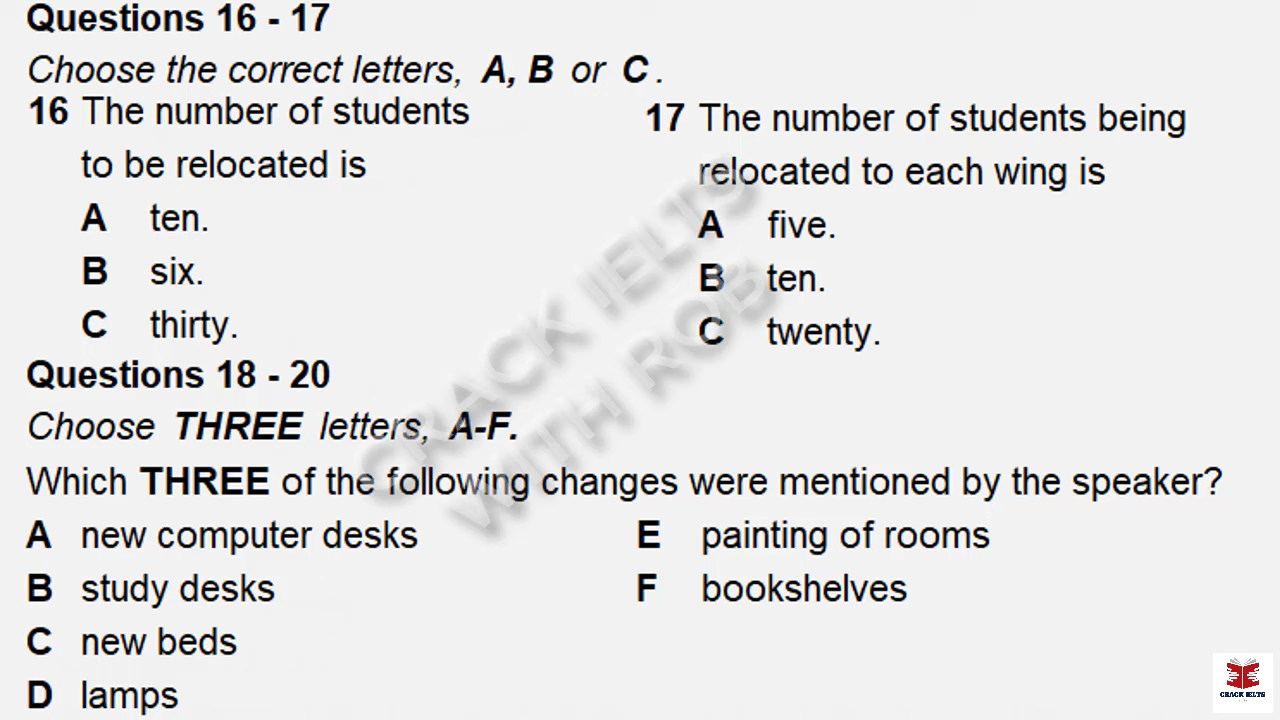 Questions 16 - 17
Choose the correct letters, A, B or C.
16 The number of students
to be relocated is
A ten.
B six.
C thirty.
17 The number of students being
relocated to each wing is
A five.
B ten.
C twenty.
Questions 18 - 20
Choose THREE letters, A-F.
Which THREE of the following changes were mentioned by the speaker?
A new computer desks
B study desks
C new beds
D lamps
E painting of rooms
F bookshelves
CRACK IELTS
WITH ROB
CRACK IELTS